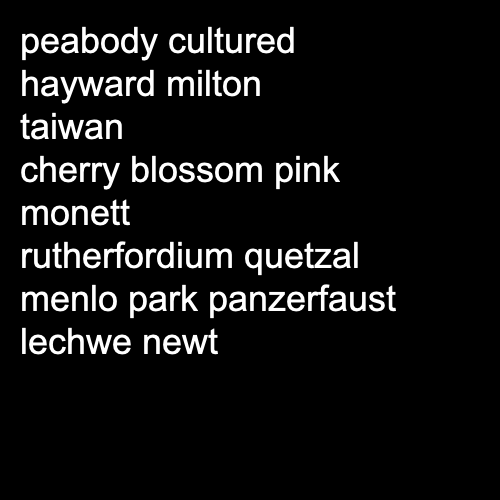 peabody cultured
hayward milton
taiwan
cherry blossom pink
monett
rutherfordium quetzal
menlo park panzerfaust
lechwe newt